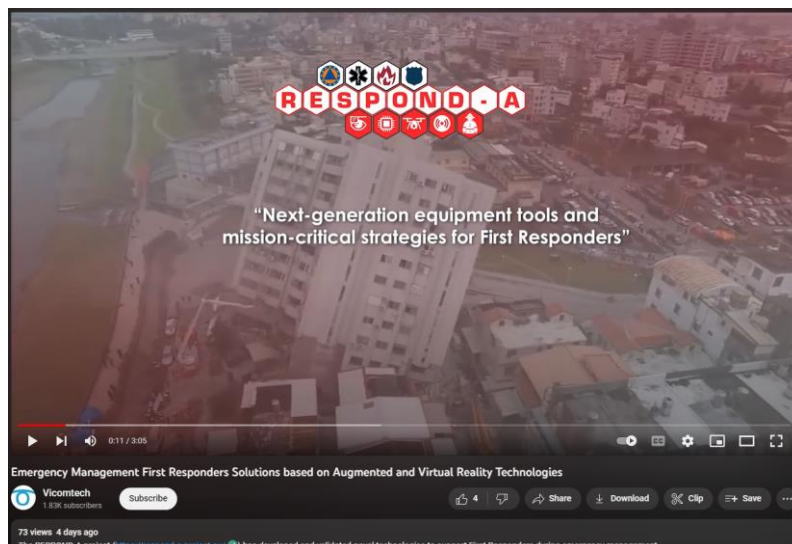 RESPOND-A
“Next-generation equipment tools and
mission-critical strategies for First Responders”
0:11 / 3:05
Emergency Management First Responders Solutions based on Augmented and Virtual Reality Technologies
Vicomtech
1.83K subscribers
Subscribe
4
Share
Download
Clip
Save
73 views 4 days ago